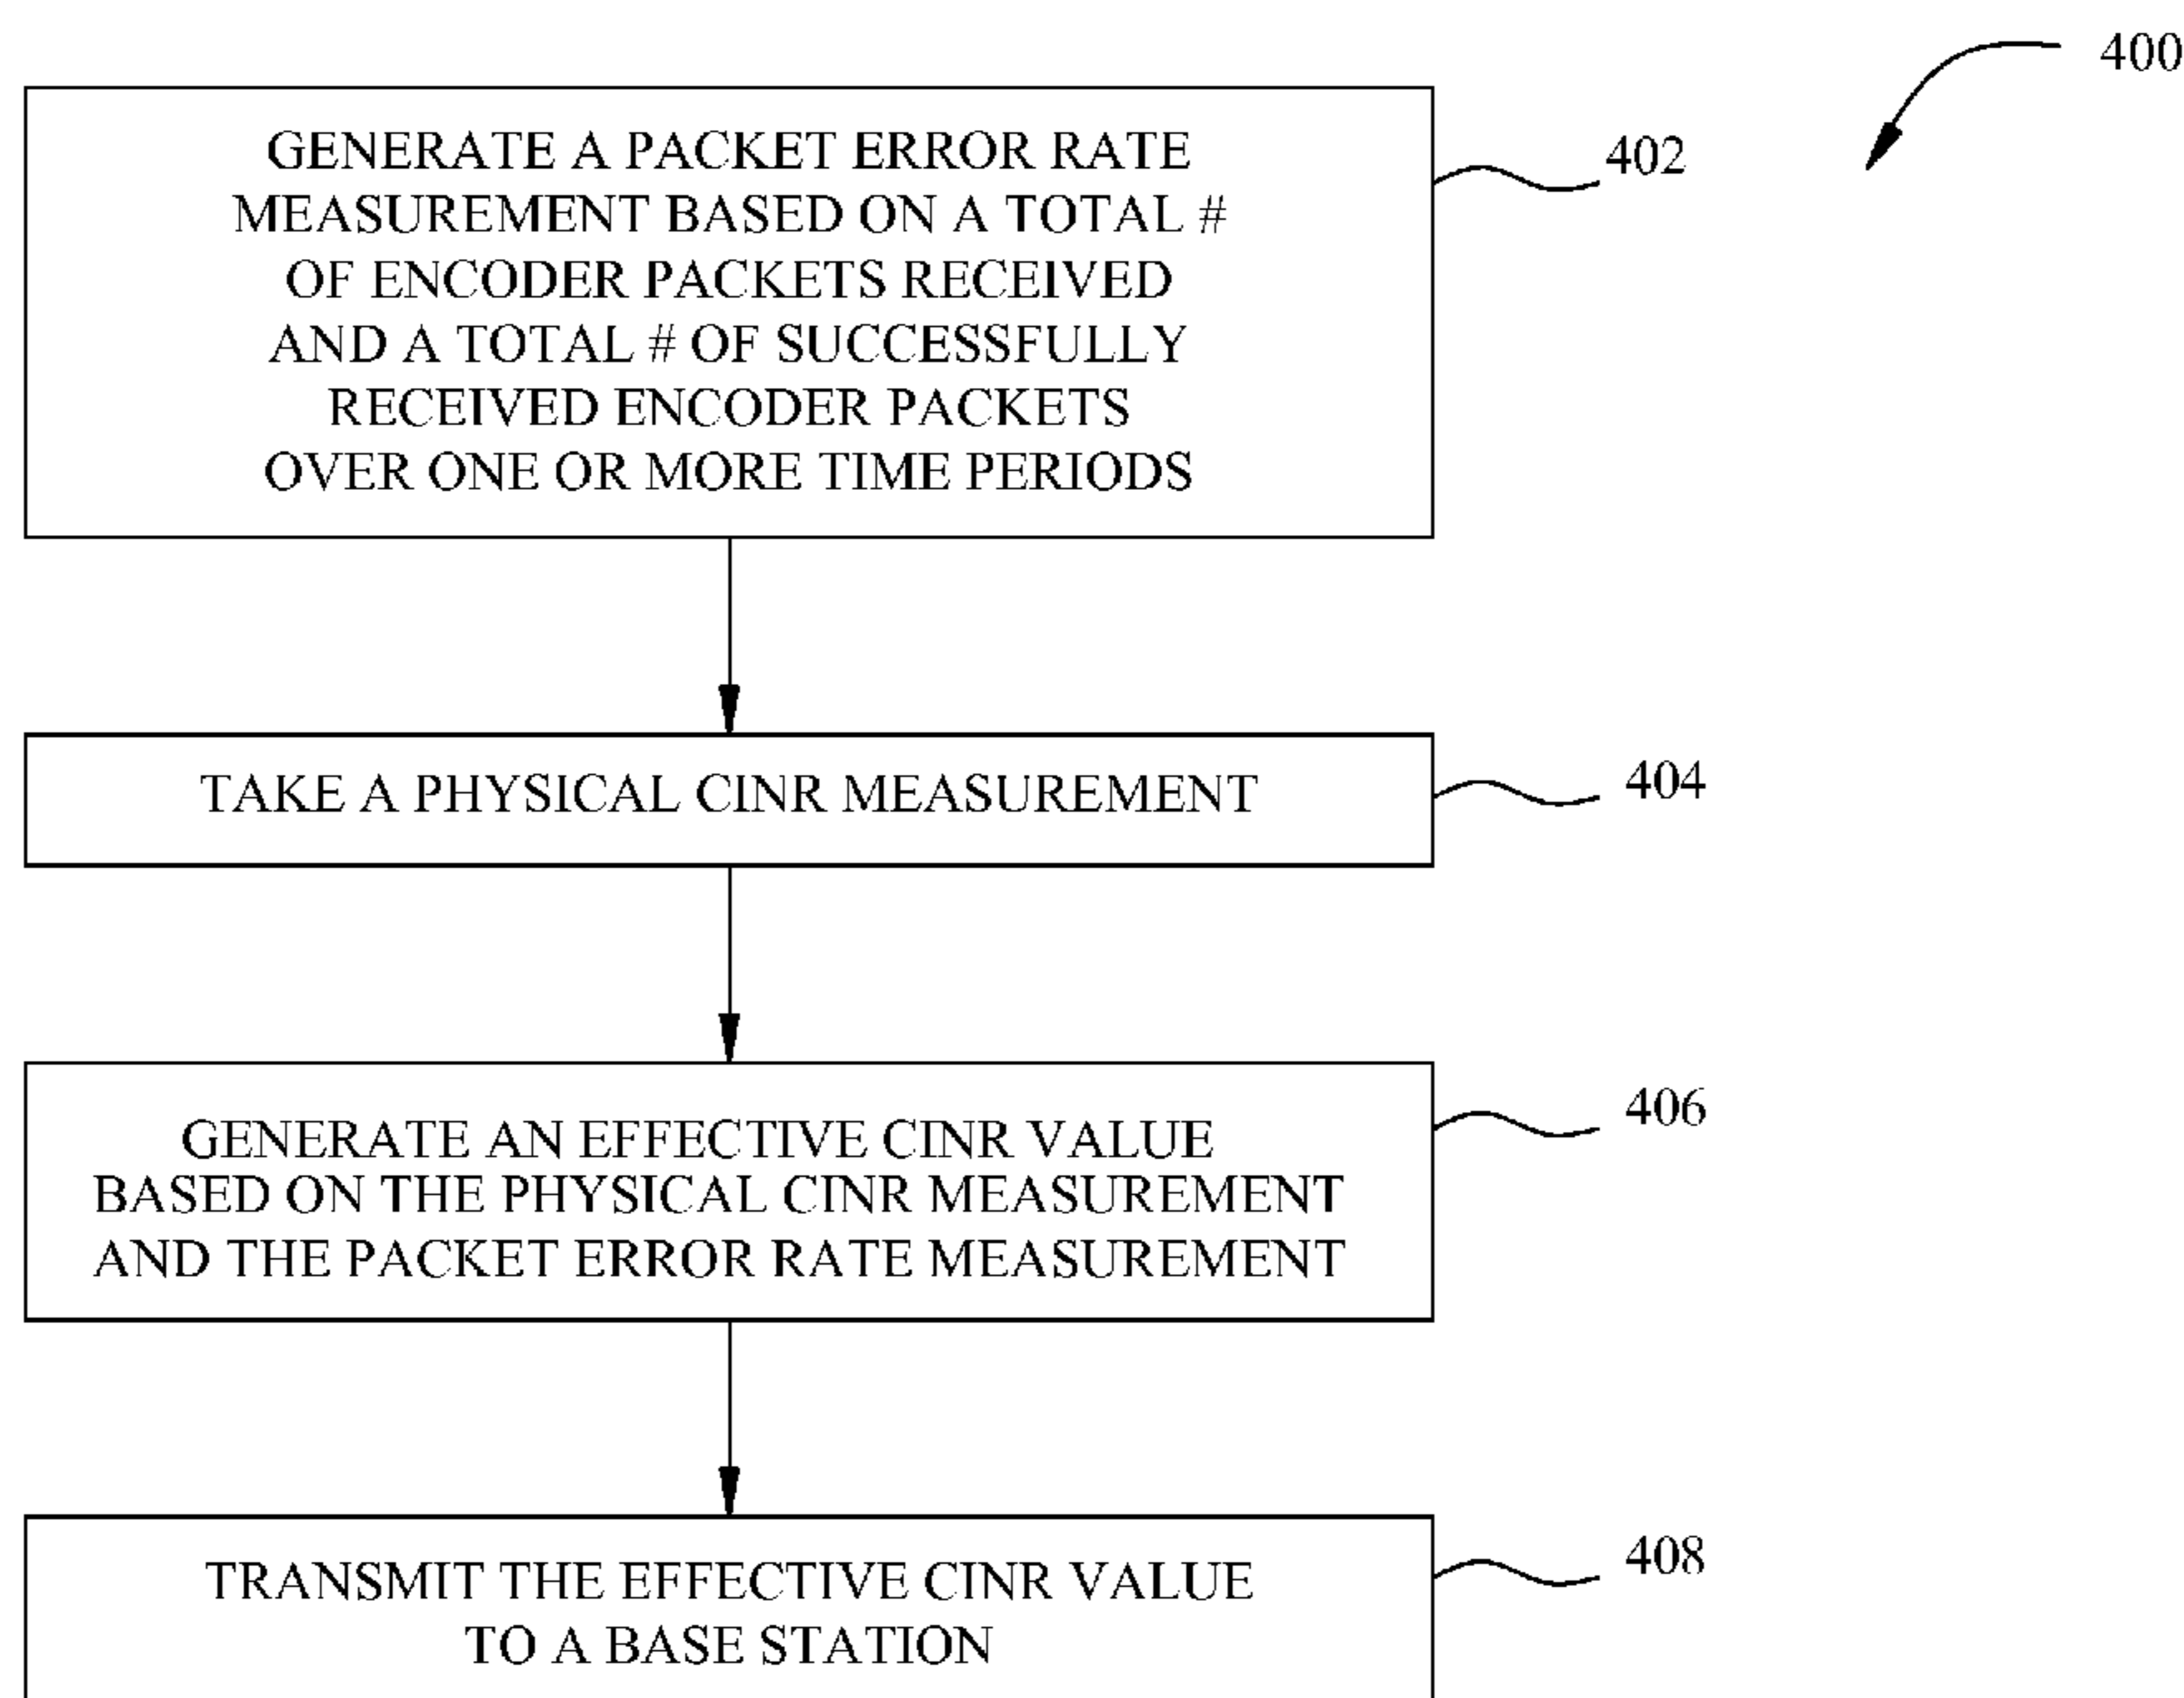 400
GENERATE A PACKET ERROR RATE
MEASUREMENT BASED ON A TOTAL #
OF ENCODER PACKETS RECEIVED
AND A TOTAL # OF SUCCESSFULLY
RECEIVED ENCODER PACKETS
OVER ONE OR MORE TIME PERIODS
402
TAKE A PHYSICAL CINR MEASUREMENT
404
GENERATE AN EFFECTIVE CINR VALUE
BASED ON THE PHYSICAL CINR MEASUREMENT
AND THE PACKET ERROR RATE MEASUREMENT
406
TRANSMIT THE EFFECTIVE CINR VALUE
TO A BASE STATION
408